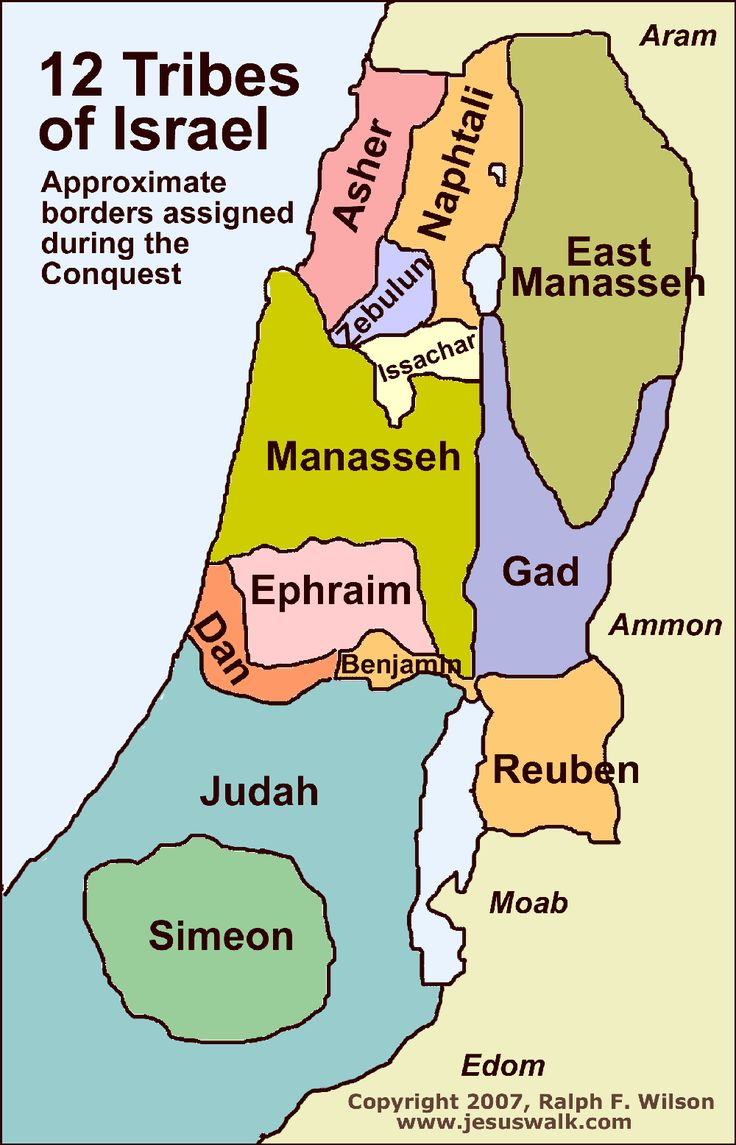 12 Tribes
of Israel
Approximate
borders assigned
during the
Conquest
Aram
Asher
Naphtali
East
Manasseh
Zebulun
Issachar
Manasseh
Gad
Ephraim
Dan
Benjamin
Ammon
Reuben
Judah
Moab
Simeon
Edom
Copyright 2007, Ralph F. Wilson
www.jesuswalk.com